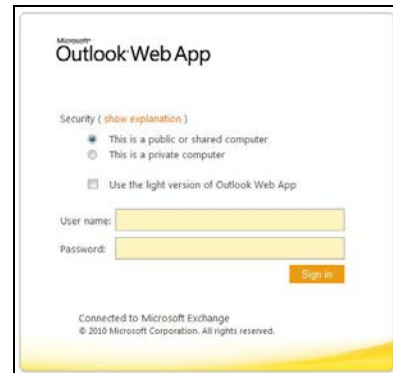 Microsoft®
Outlook Web App
Security ( show explanation )
This is a public or shared computer
This is a private computer
Use the light version of Outlook Web App
User name:
Password:
Sign in
Connected to Microsoft Exchange
© 2010 Microsoft Corporation. All rights reserved.